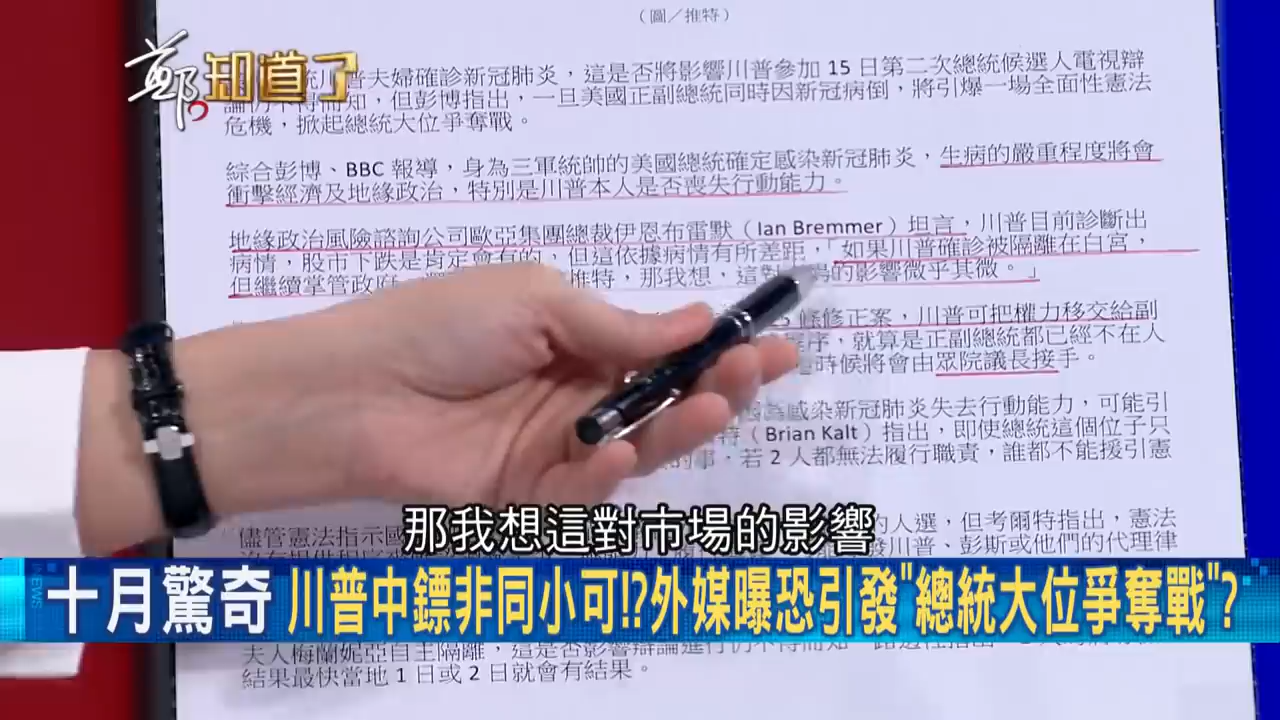 （圖／推特）
鄭知道了
普夫婦確診新冠肺炎，這是否將影響川普參加 15 日第二次總統候選人電視辯
知，但彭博指出，一旦美國正副總統同時因新冠病倒，將引爆一場全面性憲法
危機，掀起總統大位爭奪戰。
綜合彭博、BBC 報導，身為三軍統帥的美國總統確定感染新冠肺炎，生病的嚴重程度將會
衝擊經濟及地緣政治，特別是川普本人是否喪失行動能力。
地緣政治風險諮詢公司歐亞集團總裁伊恩布雷默（Ian Bremmer）坦言，川普目前診斷出
病情，股市下跌是肯定會有的，但這依據病情有所差距，「如果川普確診被隔離在白宮，
但繼續掌管政府 推特，那我想，這對 的影響微乎其微。」
條修正案，川普可把權力移交給副
程序，就算是正副總統都已經不在人
時候將會由眾院議長接手。
感染新冠肺炎失去行動能力，可能引
特（Brian Kalt）指出，即使總統這個位子只
的事，若 2 人都無法履行職責，誰都不能援引憲
那我想這對市場的影響
儘管憲法指示國 的人選，但考爾特指出，憲法
發川普、彭斯或他們的代理律
十月驚奇 川普中鏢非同小可!?外媒曝恐引發"總統大位爭奪戰"?
夫人梅蘭妮亞自主隔離，這是否影響辯論進行仍不得而知
結果最快當地 1 日或 2 日就會有結果。